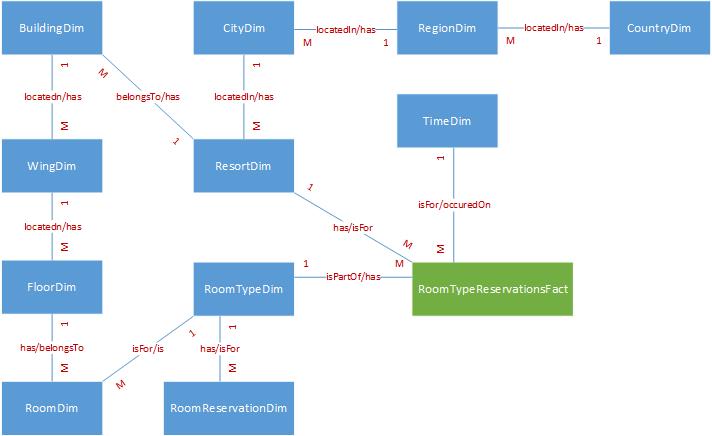 BuildingDim
CityDim
RegionDim
CountryDim
locatedIn/has
M
1
locatedIn/has
M
1
1
M
1
locatedn/has
belongsTo/has
locatedIn/has
M
1
M
TimeDim
WingDim
ResortDim
1
1
1
isFor/occuredOn
locatedn/has
has/isFor
M
M
M
1
M
isPartOf/has
FloorDim
RoomTypeDim
RoomTypeReservationsFact
1
1
1
has/belongsTo
isFor/is
has/isFor
M
M
M
RoomDim
RoomReservationDim